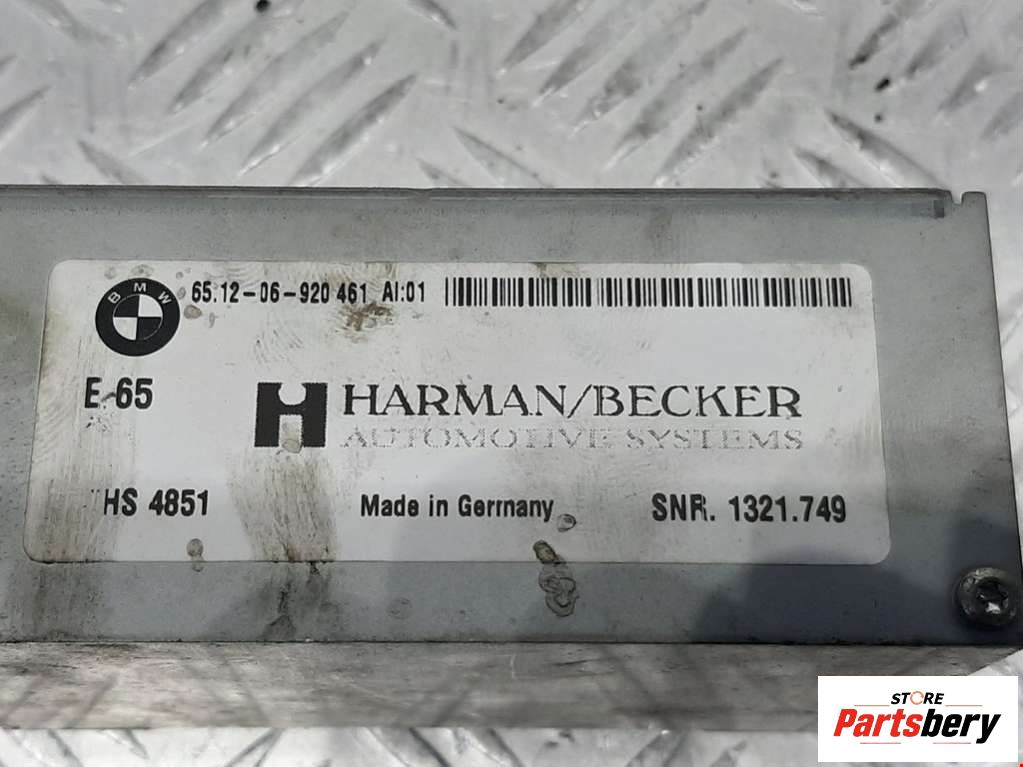 BMW
65.12-06-920 461 AI:01
E 65
HARMAN/BECKER
AUTOMOTIVE SYSTEMS
HS 4851 Made in Germany SNR. 1321.749
STORE
Partsbery